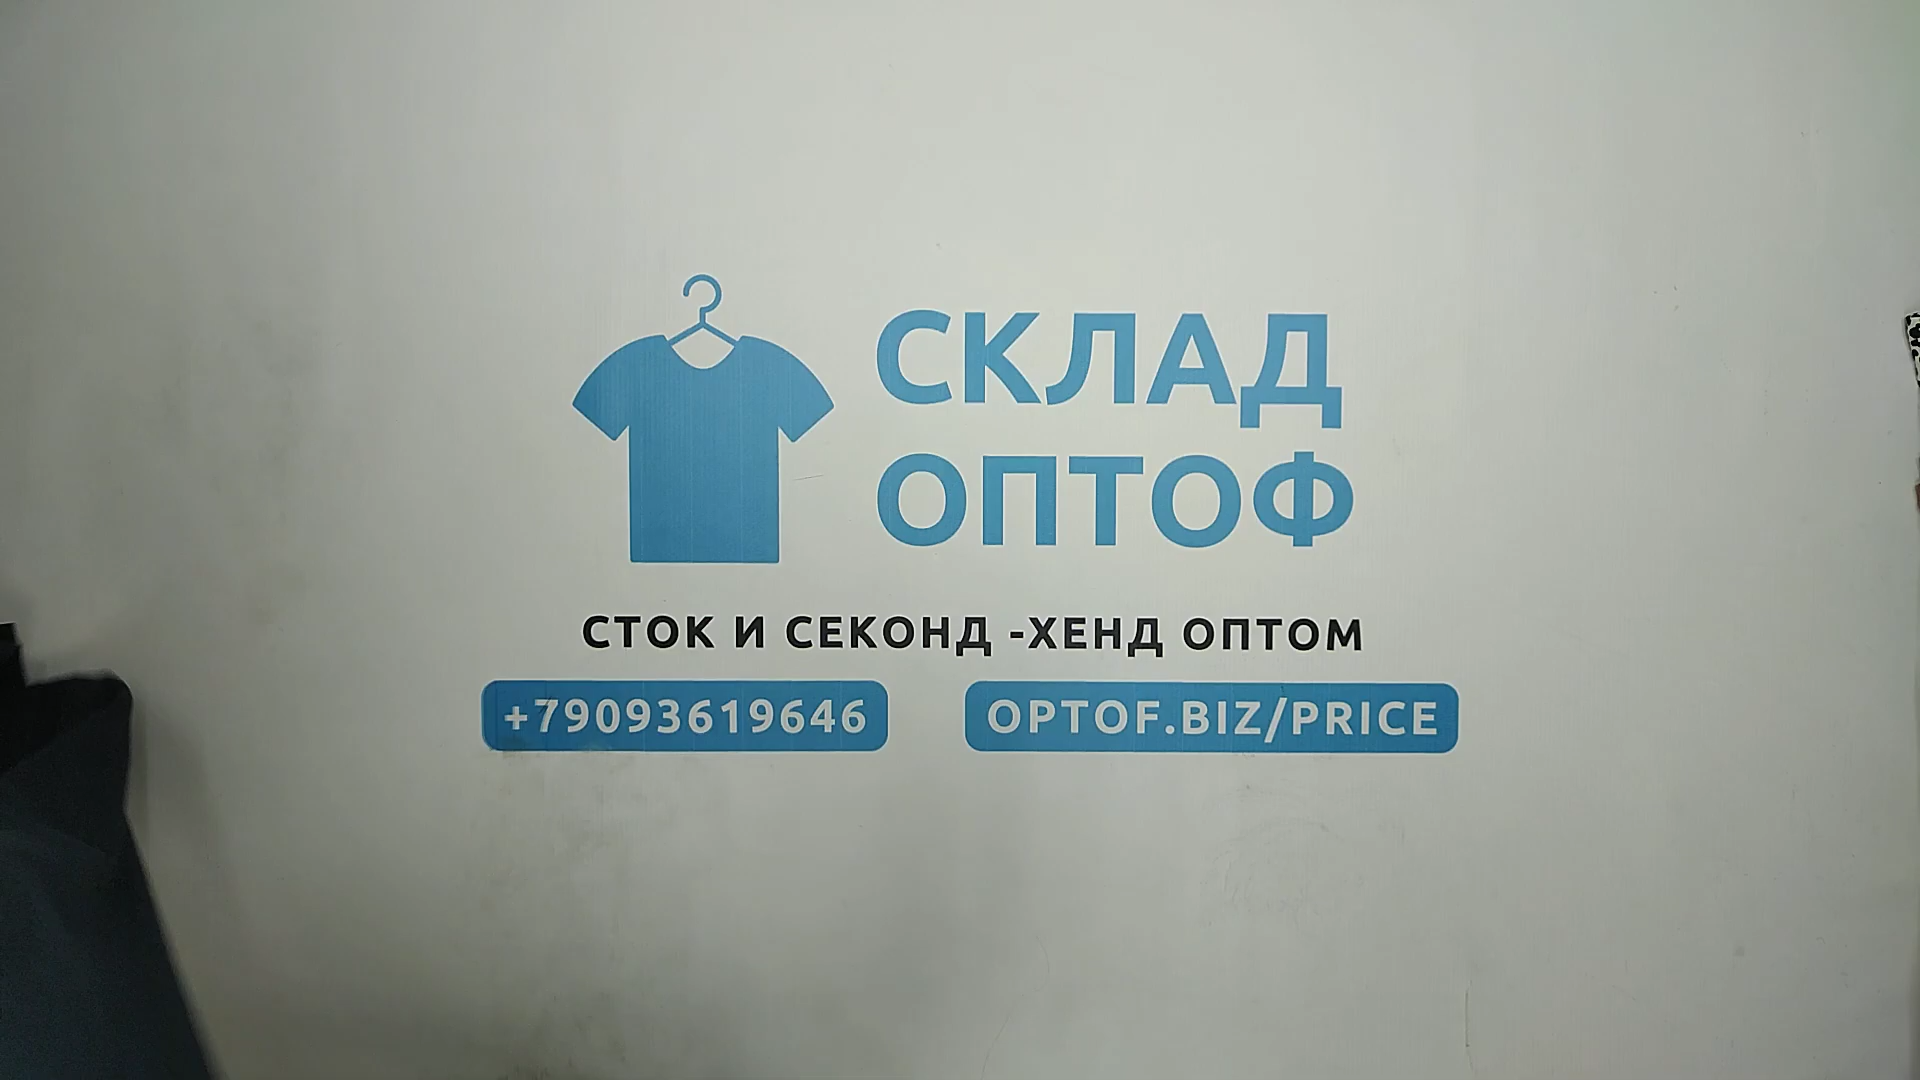 СКЛАД
ОПТОФ
СТОК И СЕКОНД -ХЕНД ОПТОМ
+79093619646
OPTOF.BIZ/PRICE